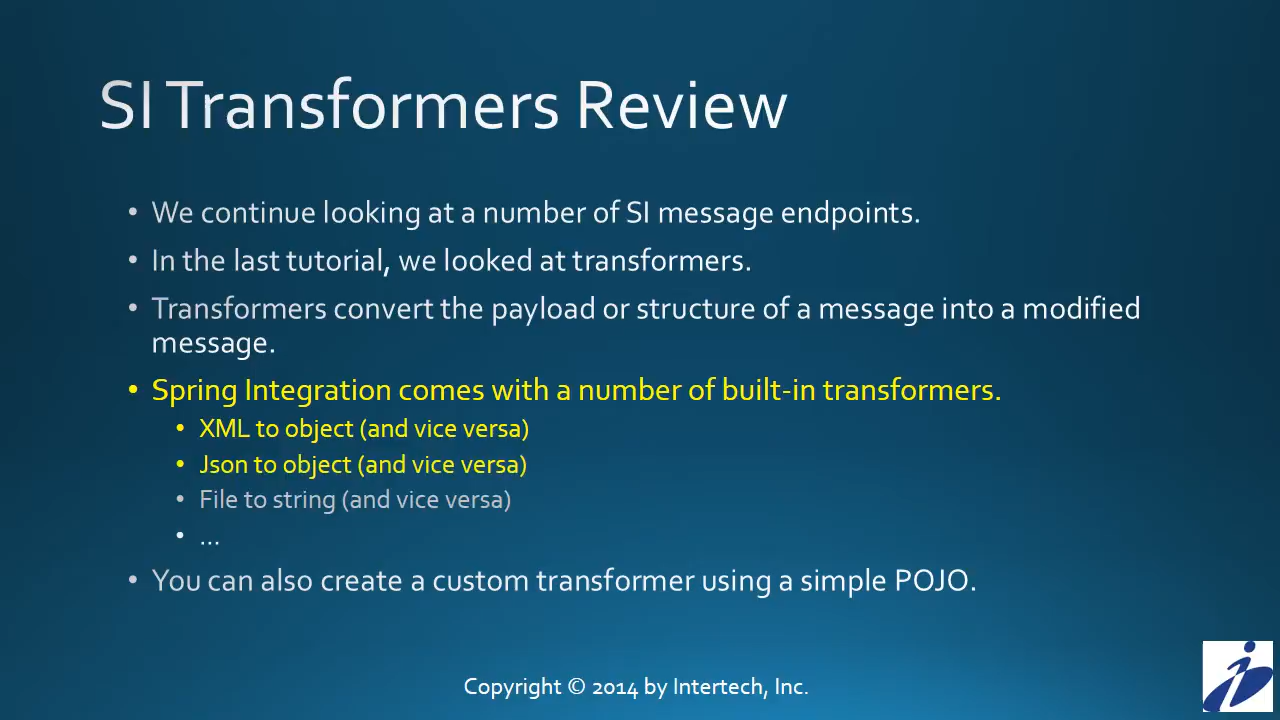 SI Transformers Review
• We continue looking at a number of SI message endpoints.
• In the last tutorial, we looked at transformers.
• Transformers convert the payload or structure of a message into a modified
message.
• Spring Integration comes with a number of built-in transformers.
• XML to object (and vice versa)
• Json to object (and vice versa)
• File to string (and vice versa)
• ...
• You can also create a custom transformer using a simple POJO.
Copyright © 2014 by Intertech, Inc.